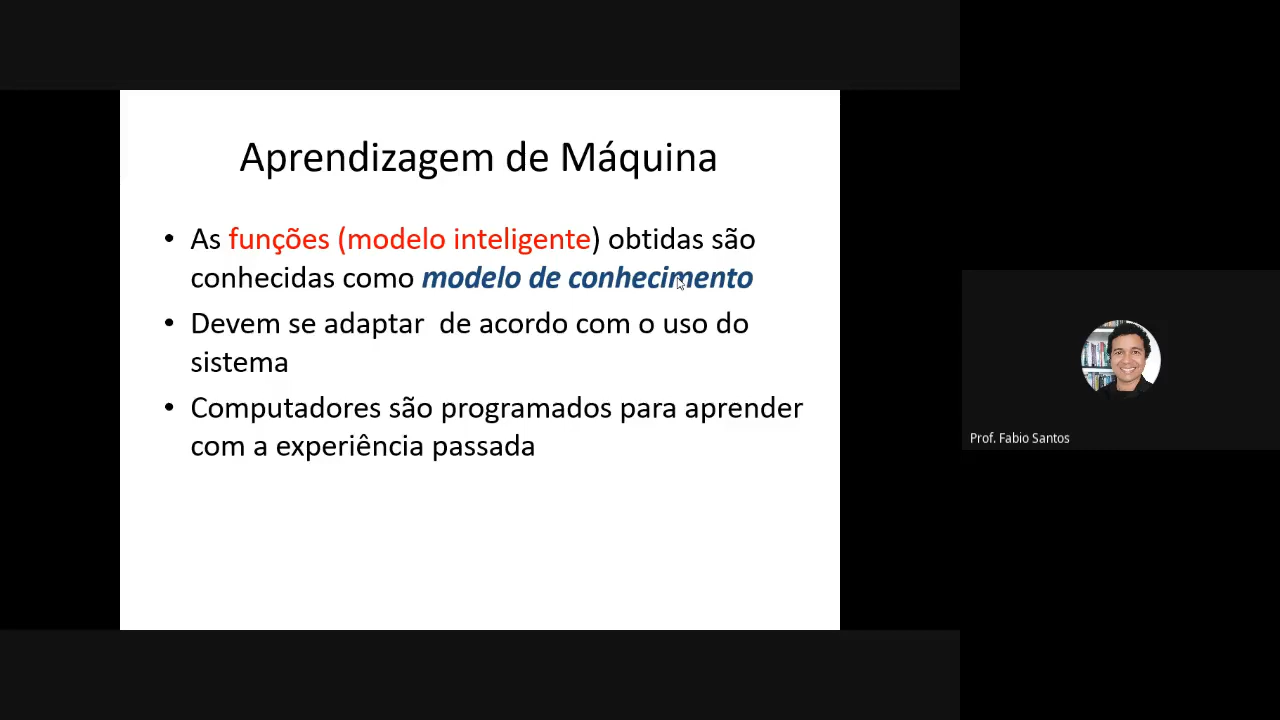 Aprendizagem de Máquina
• As funções (modelo inteligente) obtidas são
conhecidas como modelo de conhecimento
• Devem se adaptar  de acordo com o uso do
sistema
• Computadores são programados para aprender
com a experiência passada
Prof. Fabio Santos